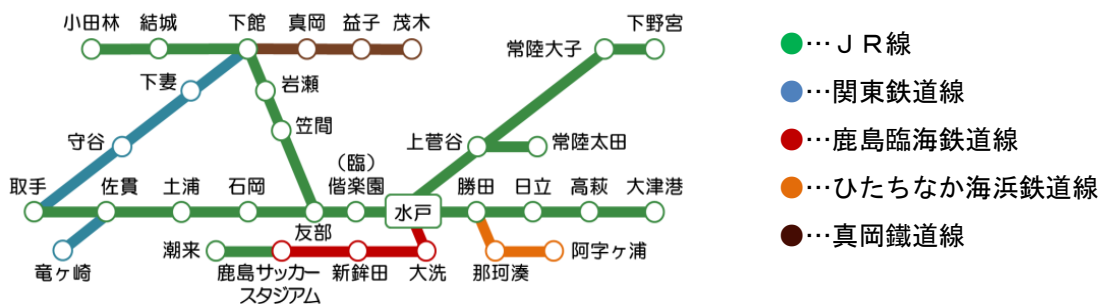 小田林
結城
下館
真岡
益子
茂木
常陸大子
下野宮
下妻
岩瀬
守谷
笠間
上菅谷
常陸太田
取手
佐貫
土浦
石岡
(臨)
偕楽園
水戸
勝田
日立
高萩
大津港
友部
竜ヶ崎
潮来
鹿島サッカー
スタジアム
新鉾田
大洗
那珂湊
阿字ヶ浦
●…ＪＲ線
●…関東鉄道線
●…鹿島臨海鉄道線
●…ひたちなか海浜鉄道線
●…真岡鐵道線